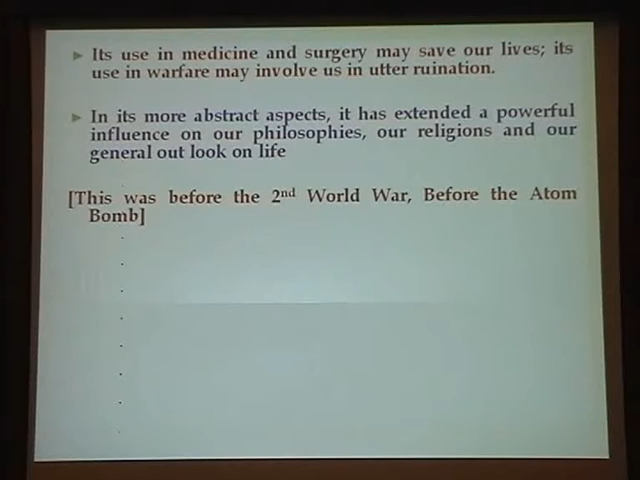 Its use in medicine and surgery may save our lives; its
use in warfare may involve us in utter ruination.
In its more abstract aspects, it has extended a powerful
influence on our philosophies, our religions and our
general out look on life
[This was before the 2nd World War, Before the Atom
Bomb]